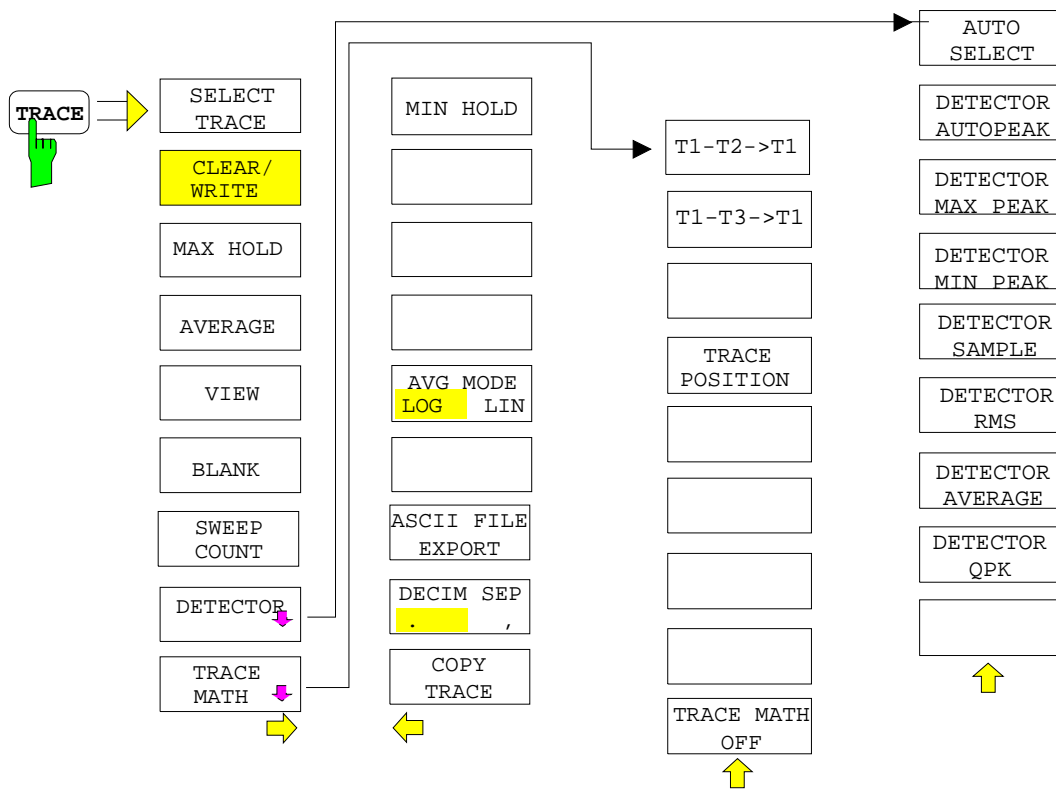 TRACE
SELECT
TRACE
CLEAR/
WRITE
MAX HOLD
AVERAGE
VIEW
BLANK
SWEEP
COUNT
DETECTOR
TRACE
MATH
MIN HOLD
AVG MODE
LOG LIN
ASCII FILE
EXPORT
DECIM SEP
. ,
COPY
TRACE
T1-T2->T1
T1-T3->T1
TRACE
POSITION
TRACE MATH
OFF
AUTO
SELECT
DETECTOR
AUTOPEAK
DETECTOR
MAX PEAK
DETECTOR
MIN PEAK
DETECTOR
SAMPLE
DETECTOR
RMS
DETECTOR
AVERAGE
DETECTOR
QPK